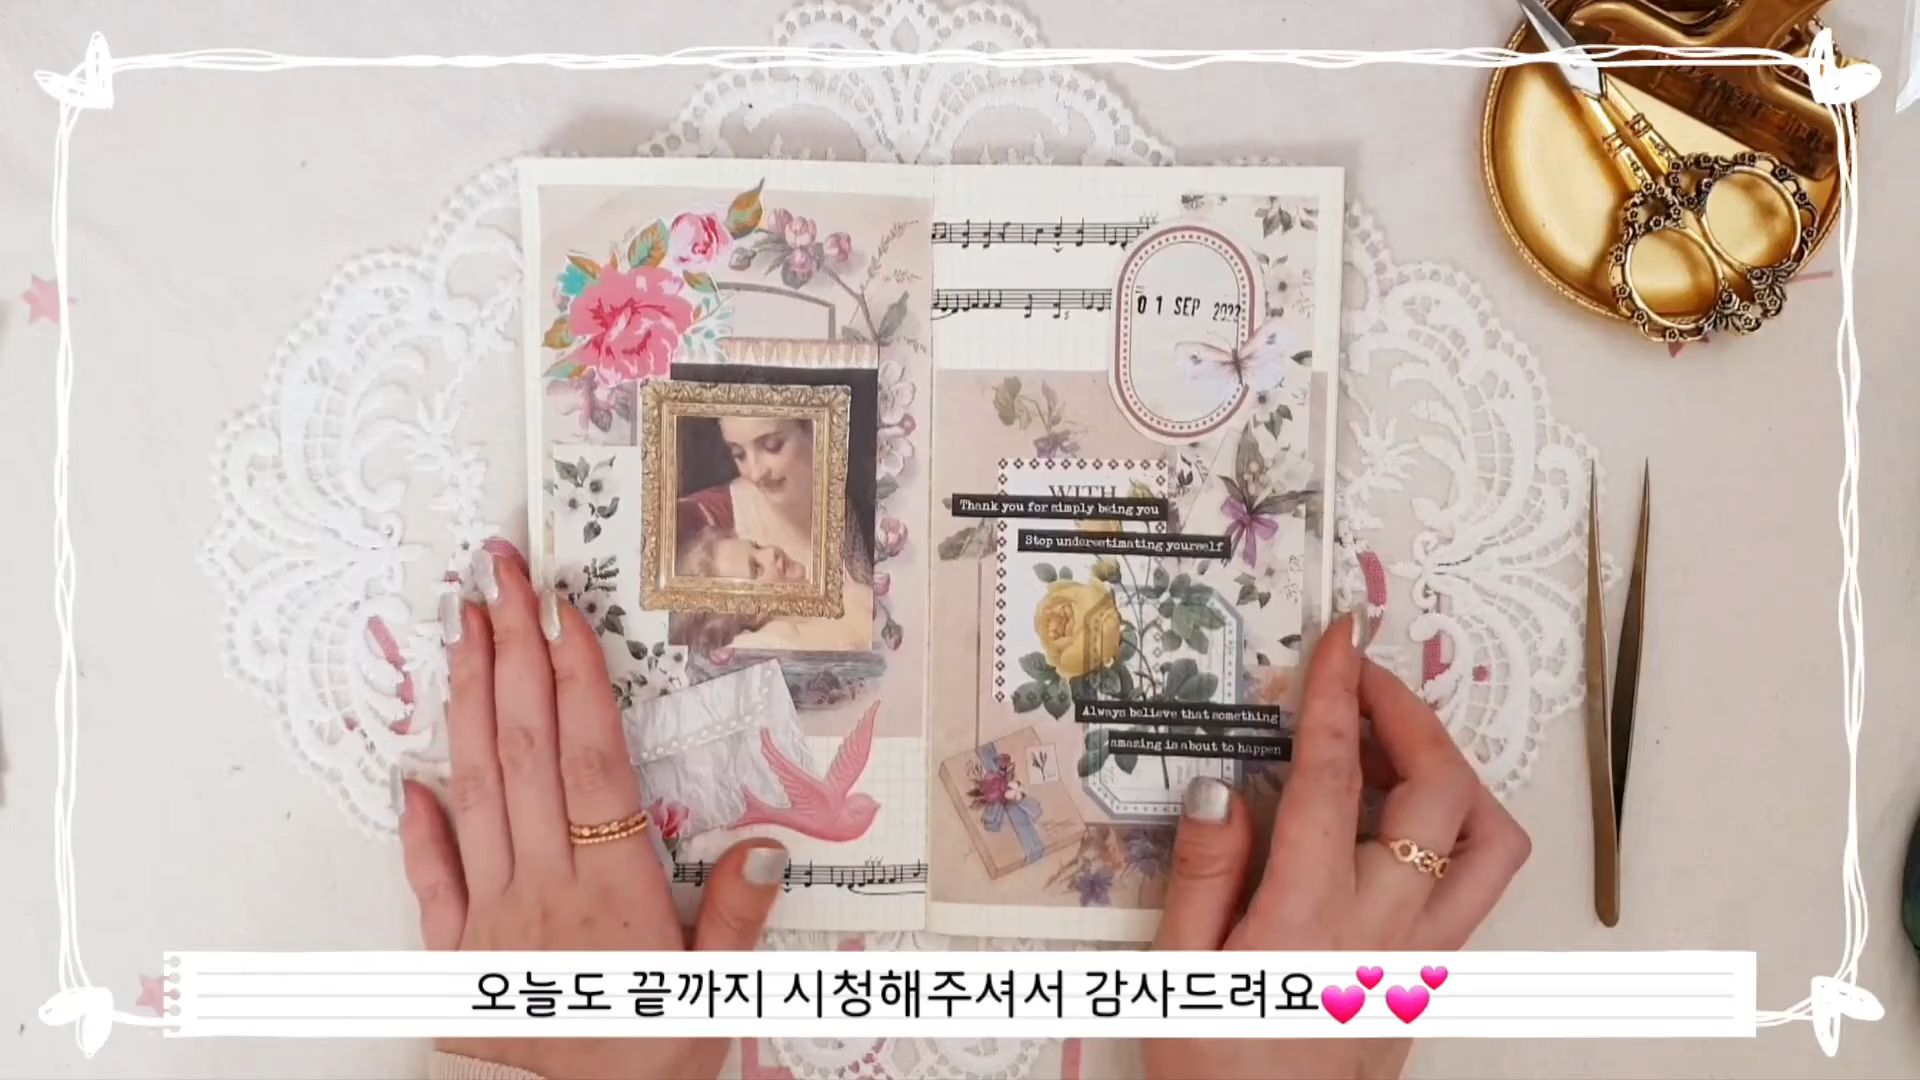 01 SEP 2022
WITH
Thank you for simply being you
Stop underestimating yourself
Always believe that something
amazing is about to happen
오늘도 끝까지 시청해주셔서 감사드려요💕💕